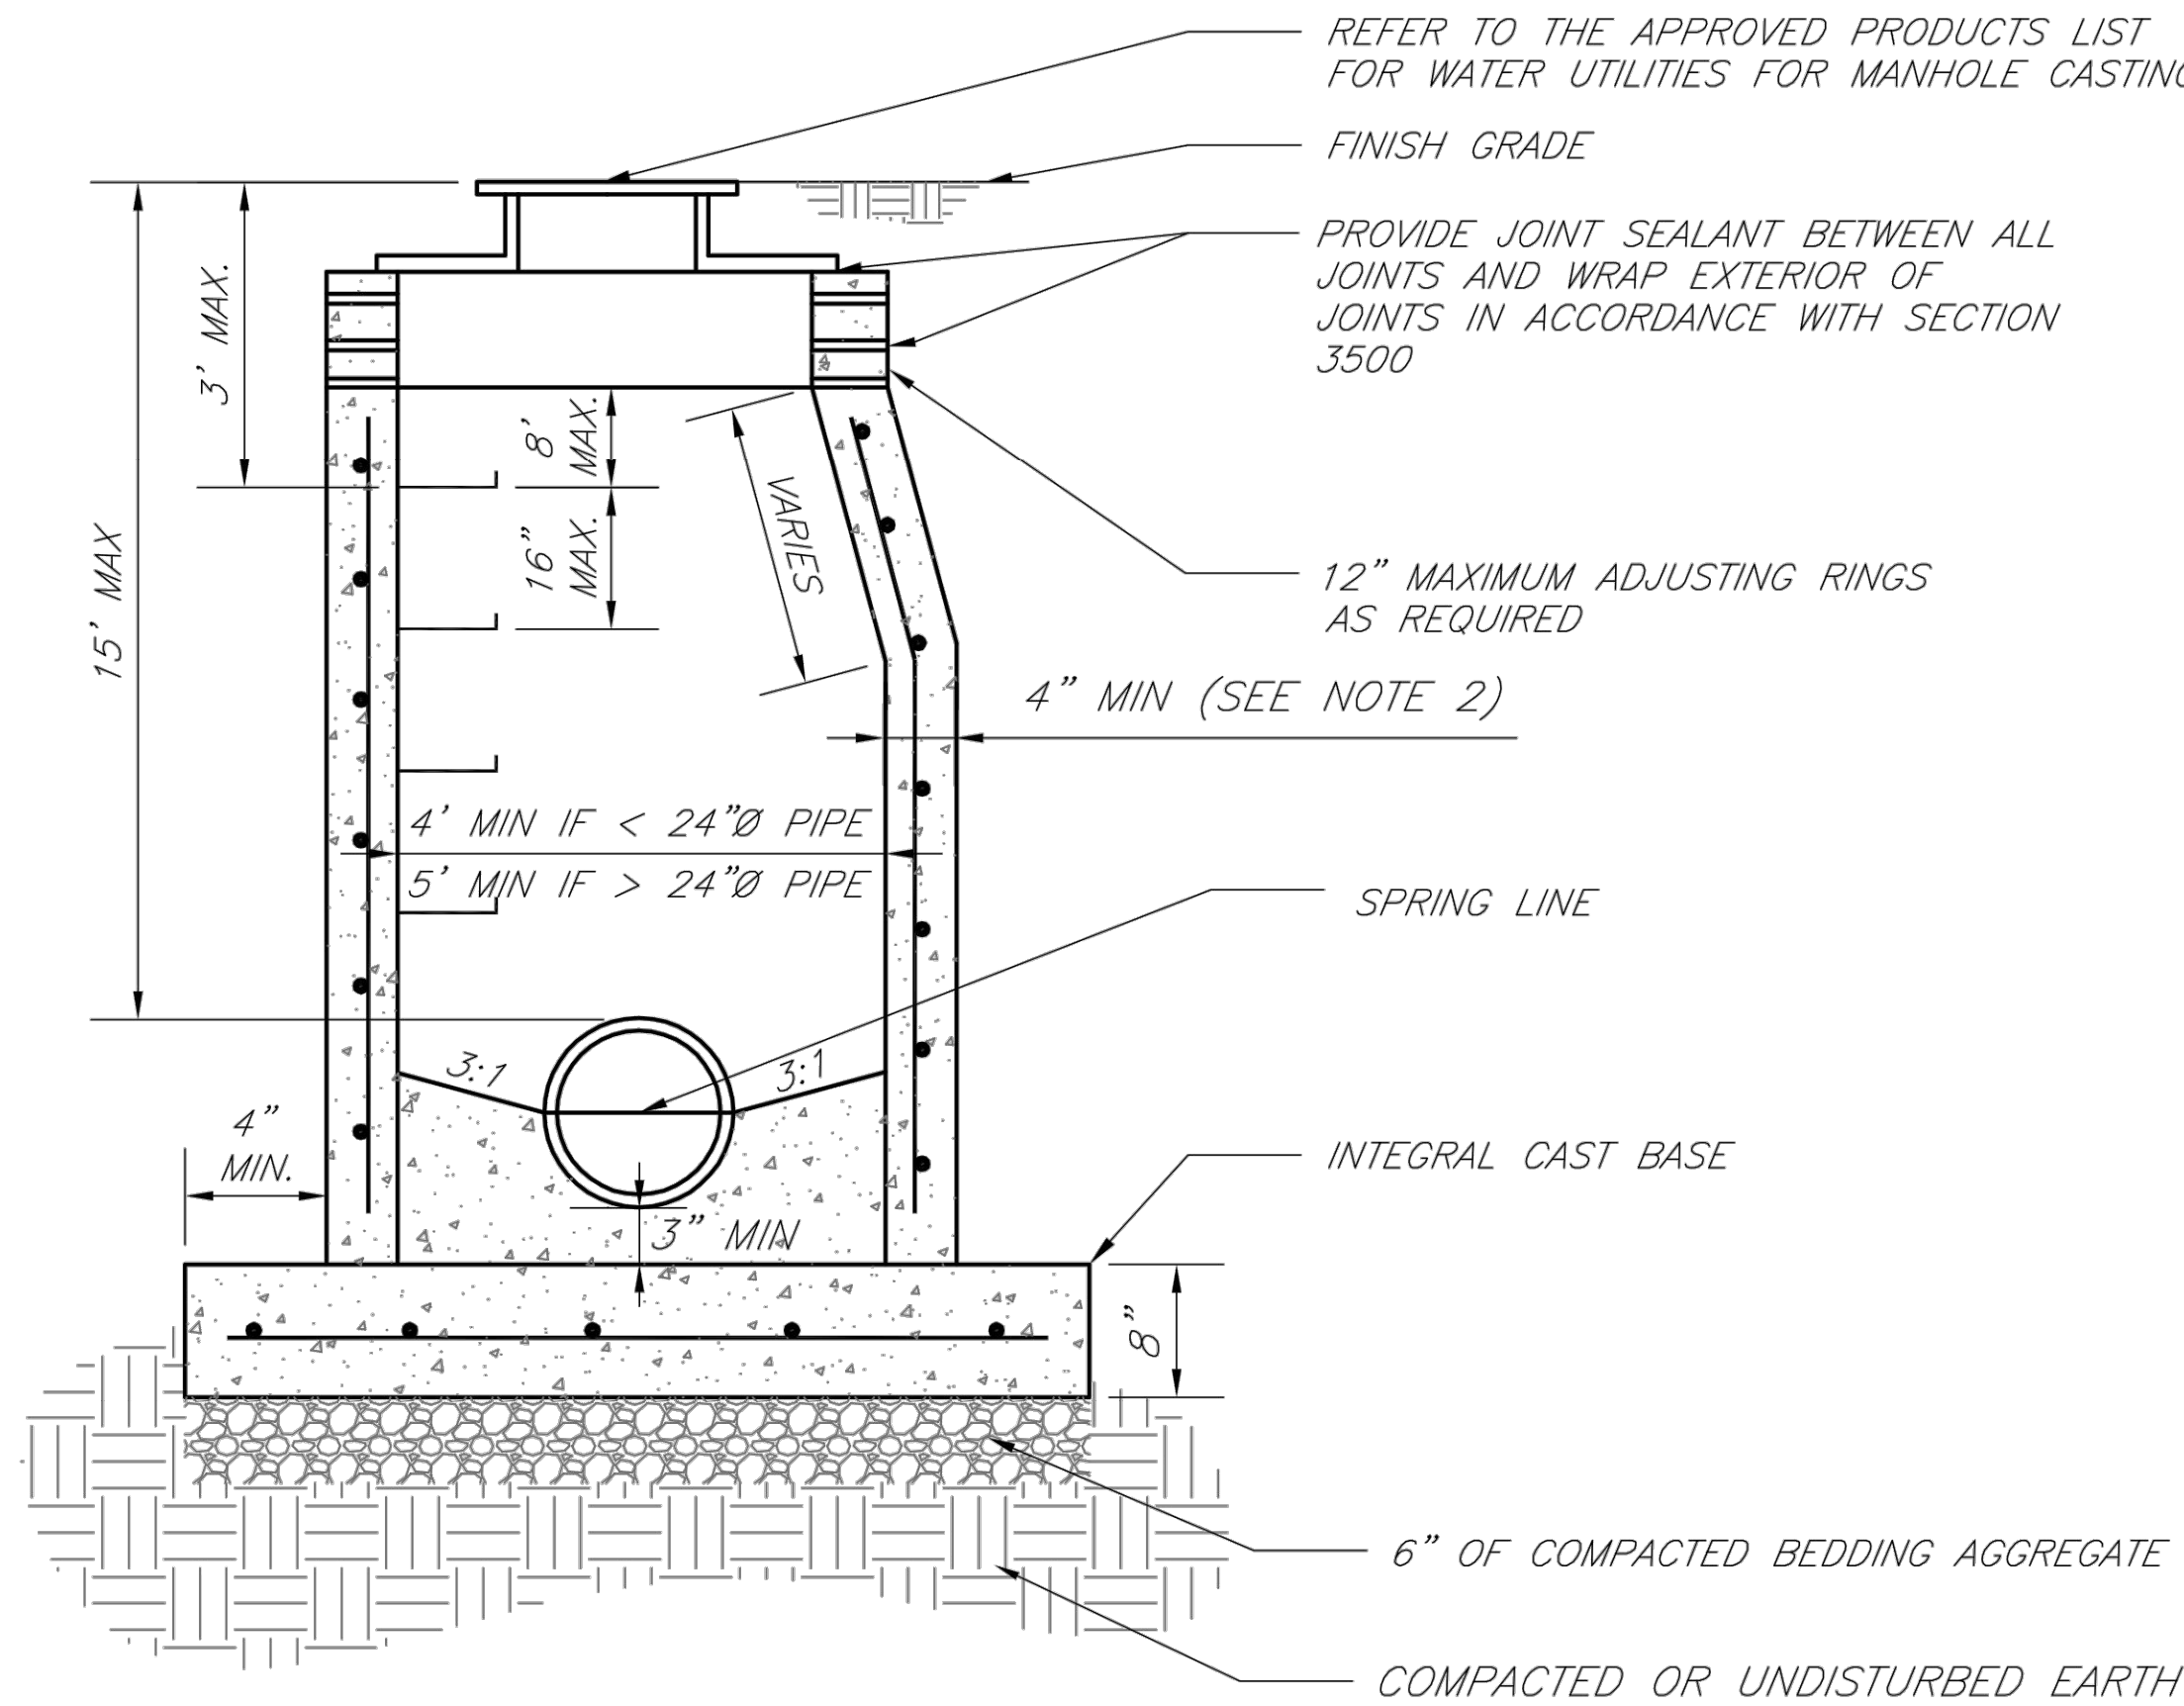 REFER TO THE APPROVED PRODUCTS LIST
FOR WATER UTILITIES FOR MANHOLE CASTING
FINISH GRADE
PROVIDE JOINT SEALANT BETWEEN ALL
JOINTS AND WRAP EXTERIOR OF
JOINTS IN ACCORDANCE WITH SECTION
3500
3' MAX.
8'
MAX.
15' MAX
16"
MAX.
VARIES
12" MAXIMUM ADJUSTING RINGS
AS REQUIRED
4" MIN (SEE NOTE 2)
4' MIN IF < 24"Ø PIPE
5' MIN IF > 24"Ø PIPE
SPRING LINE
3:1
3:1
4"
MIN.
3" MIN
INTEGRAL CAST BASE
8"
6" OF COMPACTED BEDDING AGGREGATE
COMPACTED OR UNDISTURBED EARTH